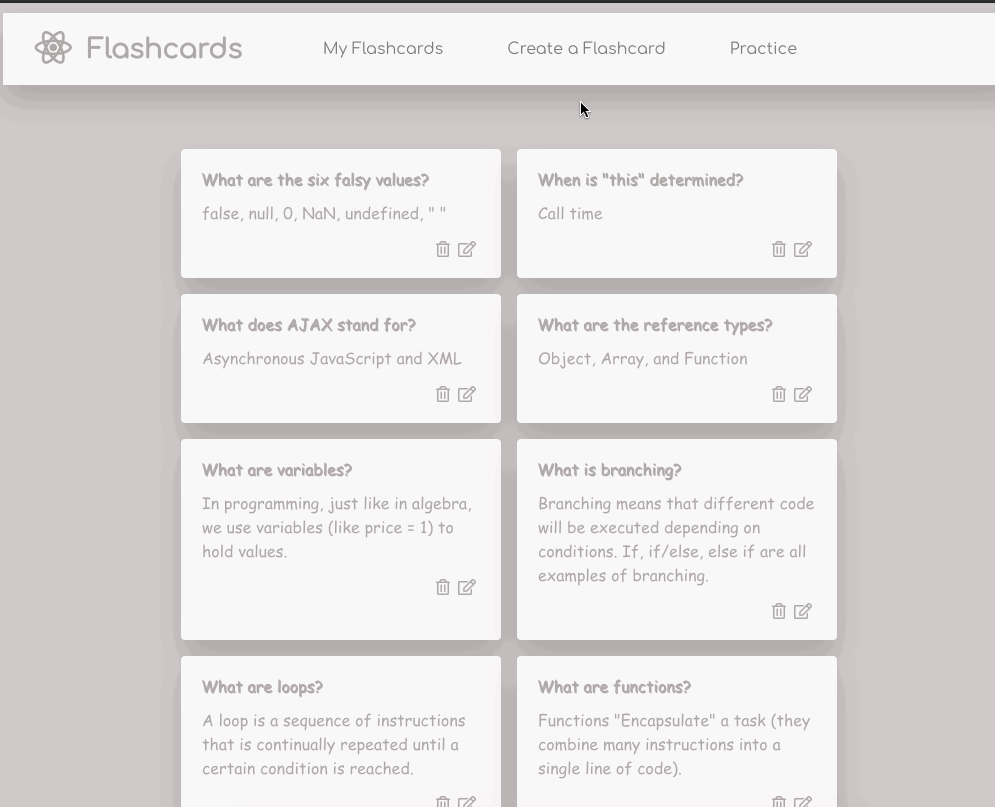 Flashcards
My Flashcards
Create a Flashcard
Practice
What are the six falsy values?
false, null, 0, NaN, undefined, " "
When is "this" determined?
Call time
What does AJAX stand for?
Asynchronous JavaScript and XML
What are the reference types?
Object, Array, and Function
What are variables?
In programming, just like in algebra,
we use variables (like price = 1) to
hold values.
What is branching?
Branching means that different code
will be executed depending on
conditions. If, if/else, else if are all
examples of branching.
What are loops?
A loop is a sequence of instructions
that is continually repeated until a
certain condition is reached.
What are functions?
Functions "Encapsulate" a task (they
combine many instructions into a
single line of code).